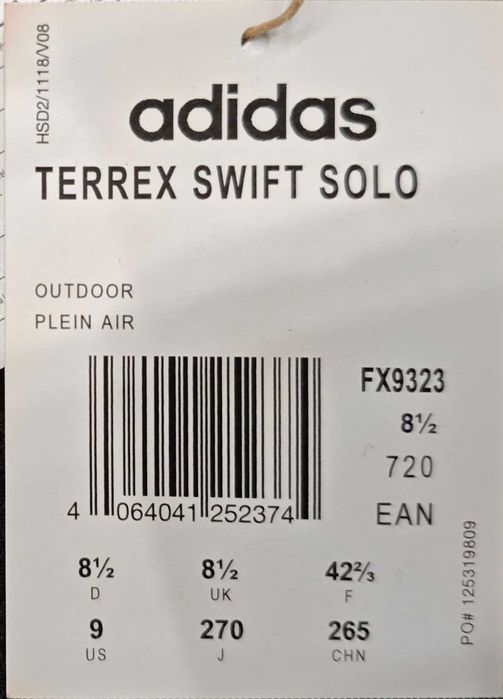 HSD2/1118/V08
adidas
TERREX SWIFT SOLO
OUTDOOR
PLEIN AIR
FX9323
8½
720
EAN
4 064041 252374
8½ 8½ 42⅔
D UK F
9 270 265
US J CHN
PO# 125319809